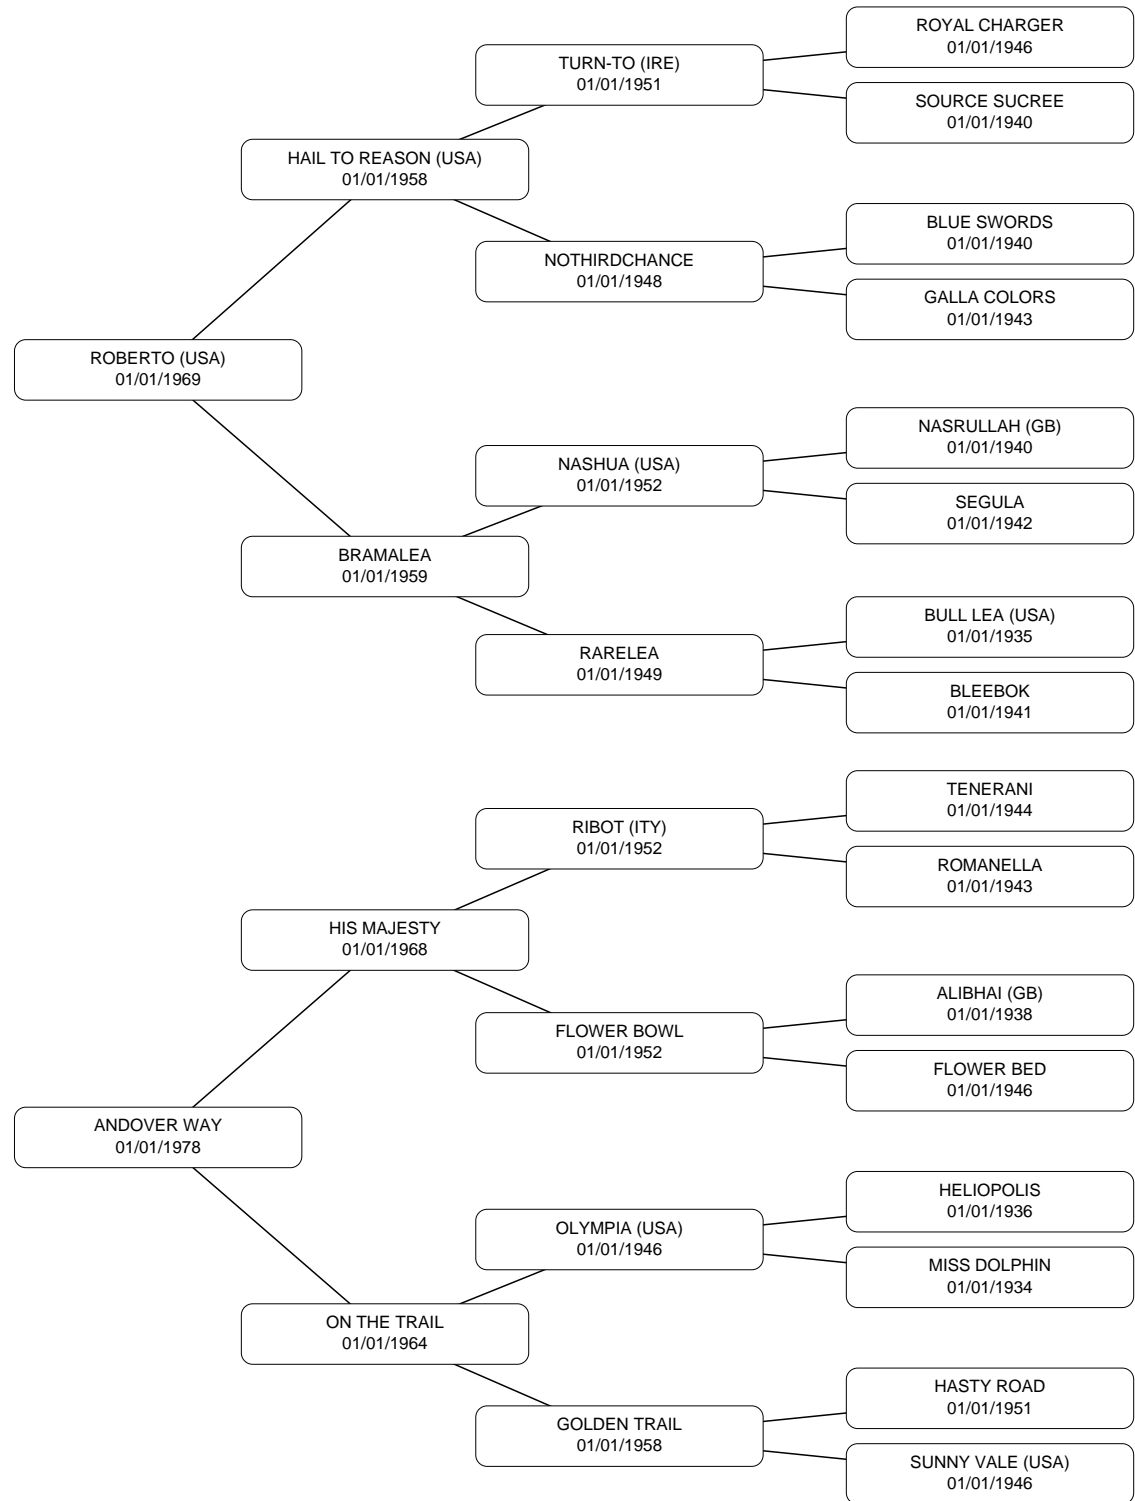 ROYAL CHARGER
01/01/1946
TURN-TO (IRE)
01/01/1951
SOURCE SUCREE
01/01/1940
HAIL TO REASON (USA)
01/01/1958
BLUE SWORDS
01/01/1940
NOTHIRDCHANCE
01/01/1948
GALLA COLORS
01/01/1943
ROBERTO (USA)
01/01/1969
NASRULLAH (GB)
01/01/1940
NASHUA (USA)
01/01/1952
SEGULA
01/01/1942
BRAMALEA
01/01/1959
BULL LEA (USA)
01/01/1935
RARELEA
01/01/1949
BLEEBOK
01/01/1941
TENERANI
01/01/1944
RIBOT (ITY)
01/01/1952
ROMANELLA
01/01/1943
HIS MAJESTY
01/01/1968
ALIBHAI (GB)
01/01/1938
FLOWER BOWL
01/01/1952
FLOWER BED
01/01/1946
ANDOVER WAY
01/01/1978
HELIOPOLIS
01/01/1936
OLYMPIA (USA)
01/01/1946
MISS DOLPHIN
01/01/1934
ON THE TRAIL
01/01/1964
HASTY ROAD
01/01/1951
GOLDEN TRAIL
01/01/1958
SUNNY VALE (USA)
01/01/1946